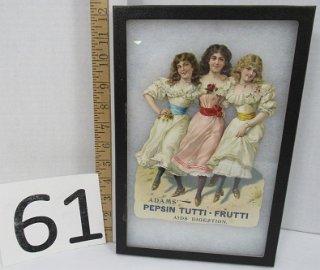 ADAMS'
PEPSIN TUTTI-FRUTTI
AIDS DIGESTION.
61